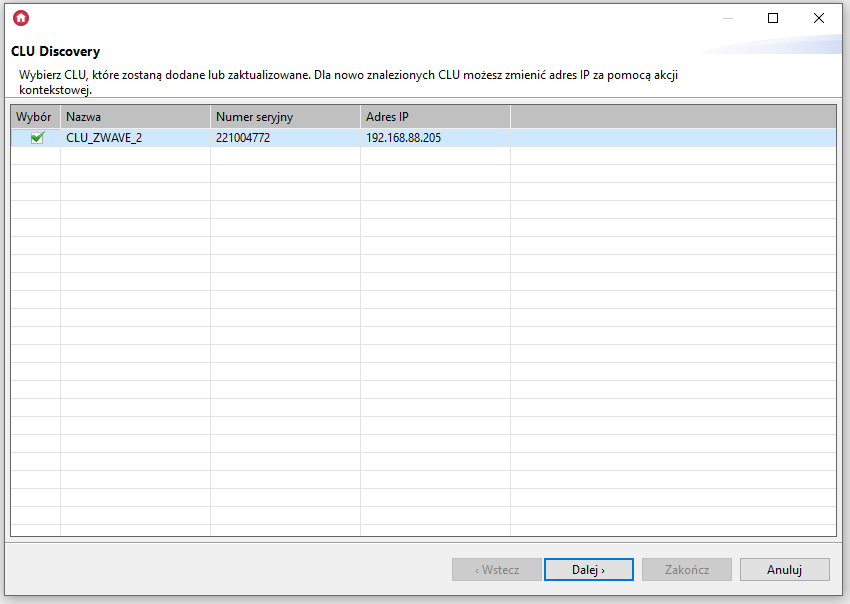 CLU Discovery
Wybierz CLU, które zostaną dodane lub zaktualizowane. Dla nowo znalezionych CLU możesz zmienić adres IP za pomocą akcji
kontekstowej.
Wybór Nazwa Numer seryjny Adres IP
CLU_ZWAVE_2 221004772 192.168.88.205
‹ Wstecz Dalej › Zakończ Anuluj